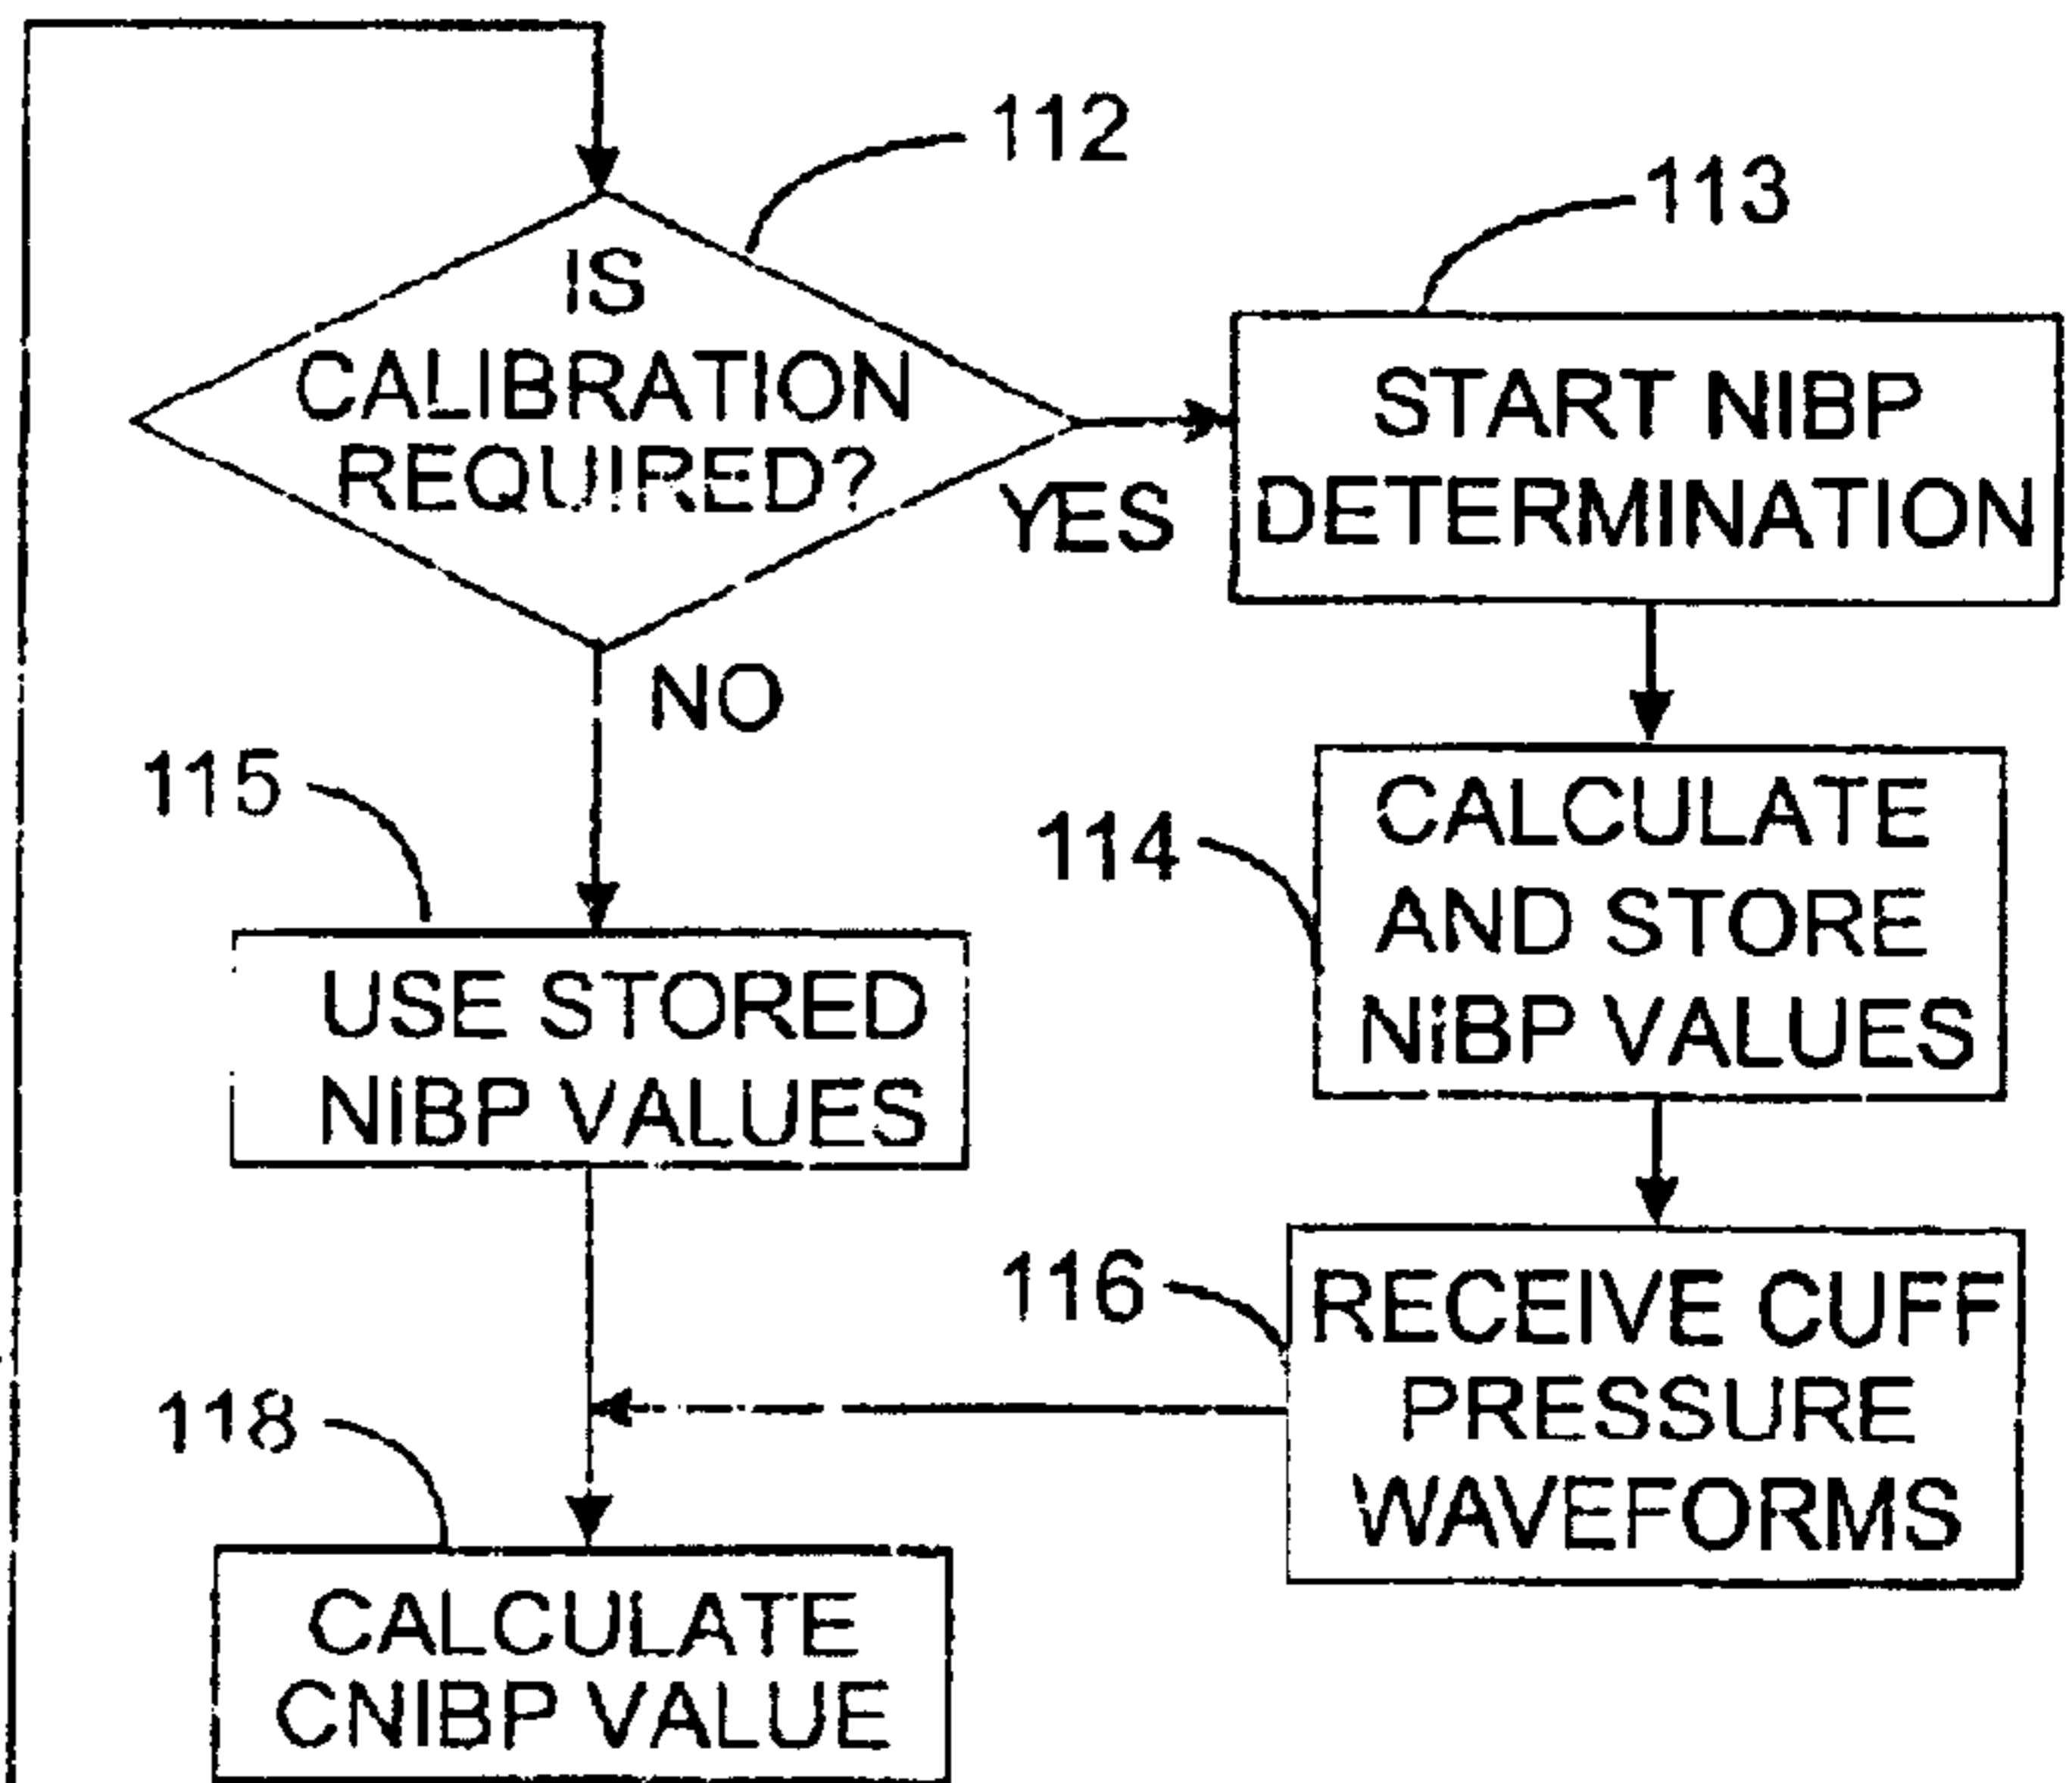 112
IS
CALIBRATION
REQUIRED?
YES
NO
113
START NIBP
DETERMINATION
114
CALCULATE
AND STORE
NiBP VALUES
115
USE STORED
NIBP VALUES
116
RECEIVE CUFF
PRESSURE
WAVEFORMS
118
CALCULATE
CNIBP VALUE